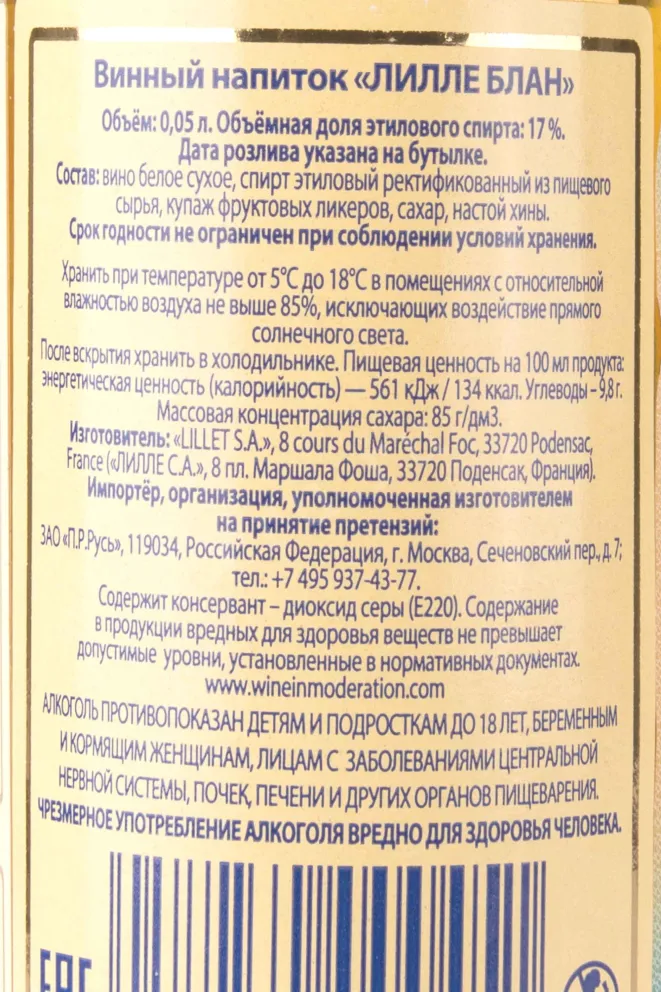 Винный напиток «ЛИЛЛЕ БЛАН»
Объём: 0,05 л. Объёмная доля этилового спирта: 17 %.
Дата розлива указана на бутылке.
Состав: вино белое сухое, спирт этиловый ректификованный из пищевого
сырья, купаж фруктовых ликеров, сахар, настой хины.
Срок годности не ограничен при соблюдении условий хранения.
Хранить при температуре от 5°С до 18°С в помещениях с относительной
влажностью воздуха не выше 85%, исключающих воздействие прямого
солнечного света.
После вскрытия хранить в холодильнике. Пищевая ценность на 100 мл продукта:
энергетическая ценность (калорийность) — 561 кДж / 134 ккал. Углеводы – 9,8 г.
Массовая концентрация сахара: 85 г/дм3.
Изготовитель: «LILLET S.A.», 8 cours du Maréchal Foc, 33720 Podensac,
France («ЛИЛЛЕ С.А.», 8 пл. Маршала Фоша, 33720 Поденсак, Франция).
Импортёр, организация, уполномоченная изготовителем
на принятие претензий:
ЗАО «П.Р.Русь», 119034, Российская Федерация, г. Москва, Сеченовский пер., д. 7;
тел.: +7 495 937-43-77.
Содержит консервант – диоксид серы (Е220). Содержание
в продукции вредных для здоровья веществ не превышает
допустимые уровни, установленные в нормативных документах.
www.wineinmoderation.com
АЛКОГОЛЬ ПРОТИВОПОКАЗАН ДЕТЯМ И ПОДРОСТКАМ ДО 18 ЛЕТ, БЕРЕМЕННЫМ
И КОРМЯЩИМ ЖЕНЩИНАМ, ЛИЦАМ С ЗАБОЛЕВАНИЯМИ ЦЕНТРАЛЬНОЙ
НЕРВНОЙ СИСТЕМЫ, ПОЧЕК, ПЕЧЕНИ И ДРУГИХ ОРГАНОВ ПИЩЕВАРЕНИЯ.
ЧРЕЗМЕРНОЕ УПОТРЕБЛЕНИЕ АЛКОГОЛЯ ВРЕДНО ДЛЯ ЗДОРОВЬЯ ЧЕЛОВЕКА.
EAC